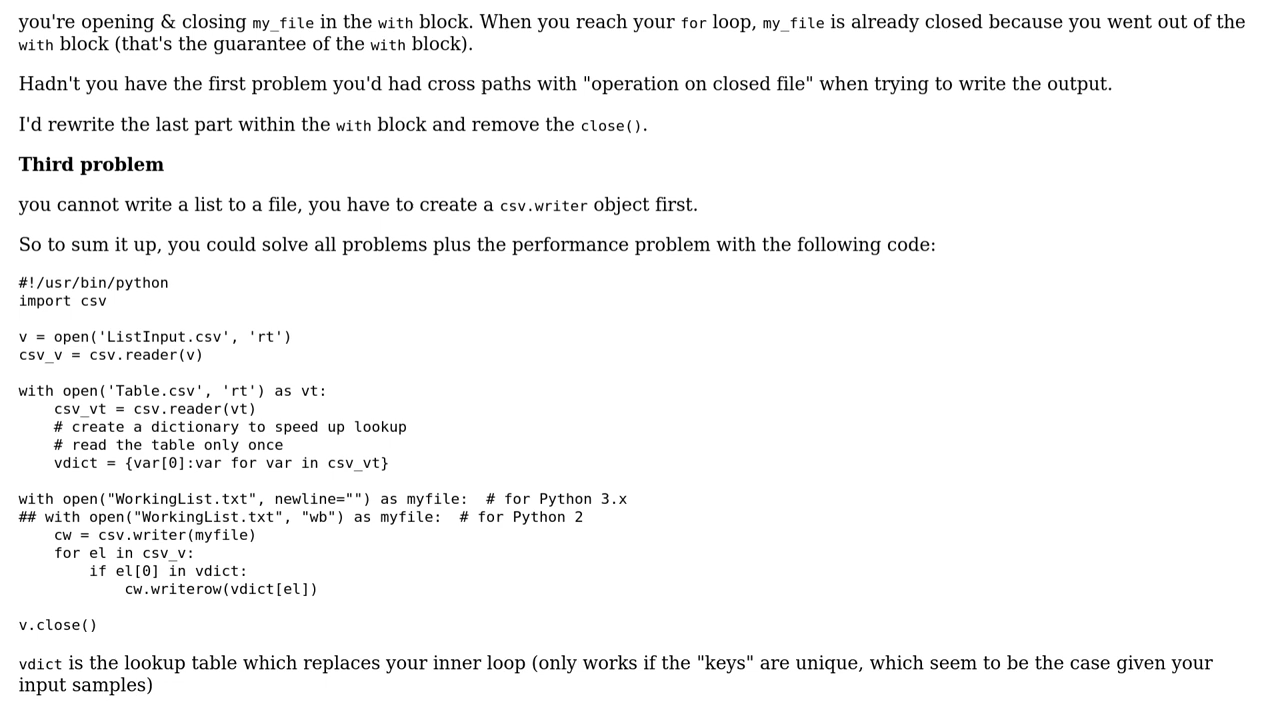 you're opening & closing my_file in the with block. When you reach your for loop, my_file is already closed because you went out of the
with block (that's the guarantee of the with block).
Hadn't you have the first problem you'd had cross paths with "operation on closed file" when trying to write the output.
I'd rewrite the last part within the with block and remove the close().
Third problem
you cannot write a list to a file, you have to create a csv.writer object first.
So to sum it up, you could solve all problems plus the performance problem with the following code:
#!/usr/bin/python
import csv
v = open('ListInput.csv', 'rt')
csv_v = csv.reader(v)
with open('Table.csv', 'rt') as vt:
    csv_vt = csv.reader(vt)
    # create a dictionary to speed up lookup
    # read the table only once
    vdict = {var[0]:var for var in csv_vt}
with open("WorkingList.txt", newline="") as myfile:  # for Python 3.x
## with open("WorkingList.txt", "wb") as myfile:  # for Python 2
    cw = csv.writer(myfile)
    for el in csv_v:
        if el[0] in vdict:
            cw.writerow(vdict[el])
v.close()
vdict is the lookup table which replaces your inner loop (only works if the "keys" are unique, which seem to be the case given your
input samples)